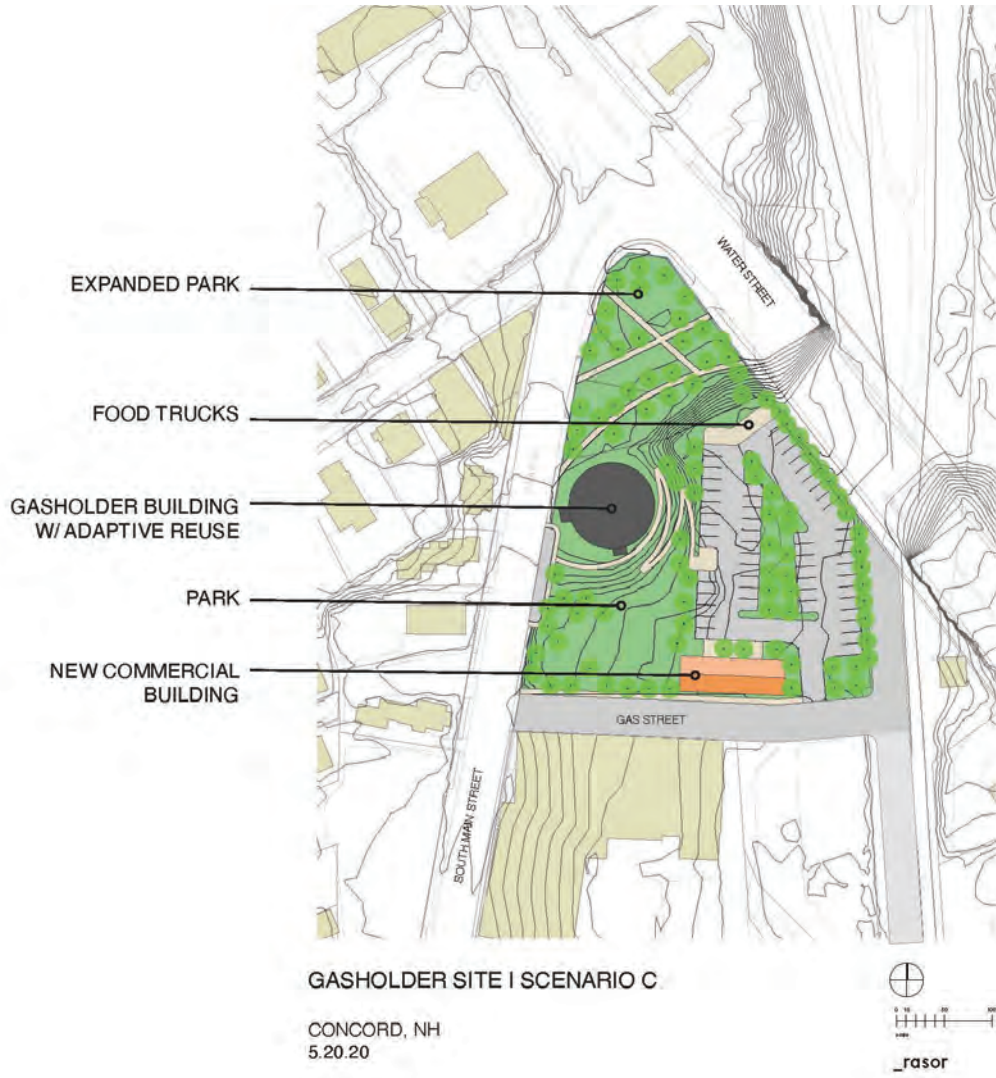 EXPANDED PARK
WATER STREET
FOOD TRUCKS
GASHOLDER BUILDING
W/ ADAPTIVE REUSE
PARK
NEW COMMERCIAL
BUILDING
GAS STREET
SOUTH MAIN STREET
GASHOLDER SITE | SCENARIO C
CONCORD, NH
5.20.20
_rasor